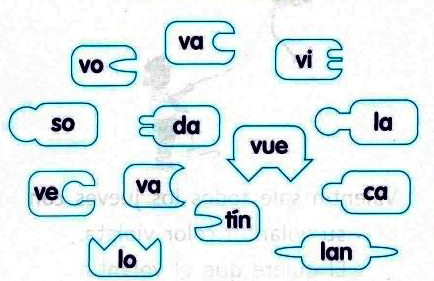 vo va vi
so da vue la
ve va tín ca
lo lan